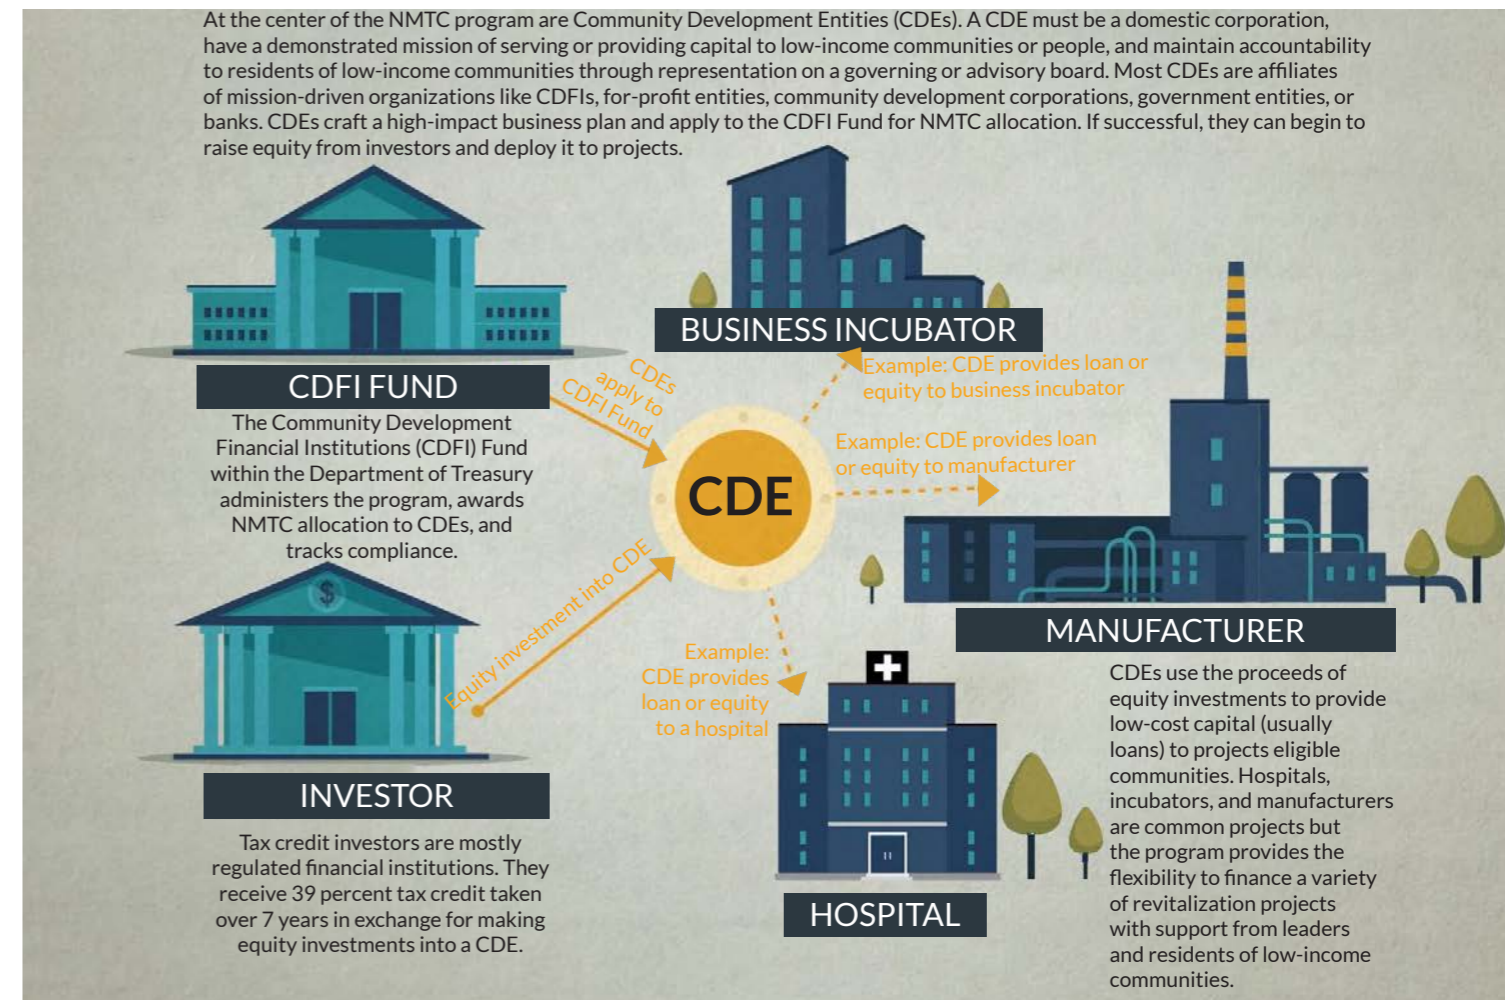 At the center of the NMTC program are Community Development Entities (CDEs). A CDE must be a domestic corporation,
have a demonstrated mission of serving or providing capital to low-income communities or people, and maintain accountability
to residents of low-income communities through representation on a governing or advisory board. Most CDEs are affiliates
of mission-driven organizations like CDFIs, for-profit entities, community development corporations, government entities, or
banks. CDEs craft a high-impact business plan and apply to the CDFI Fund for NMTC allocation. If successful, they can begin to
raise equity from investors and deploy it to projects.
BUSINESS INCUBATOR
CDFI FUND
The Community Development
Financial Institutions (CDFI) Fund
within the Department of Treasury
administers the program, awards
NMTC allocation to CDEs, and
tracks compliance.
CDEs
apply to
CDFI Fund
Example: CDE provides loan or
equity to business incubator
Example: CDE provides loan
or equity to manufacturer
CDE
$
Equity investment into CDE
Example:
CDE provides
loan or equity
to a hospital
MANUFACTURER
CDEs use the proceeds of
equity investments to provide
low-cost capital (usually
loans) to projects eligible
communities. Hospitals,
incubators, and manufacturers
are common projects but
the program provides the
flexibility to finance a variety
of revitalization projects
with support from leaders
and residents of low-income
communities.
INVESTOR
Tax credit investors are mostly
regulated financial institutions. They
receive 39 percent tax credit taken
over 7 years in exchange for making
equity investments into a CDE.
HOSPITAL